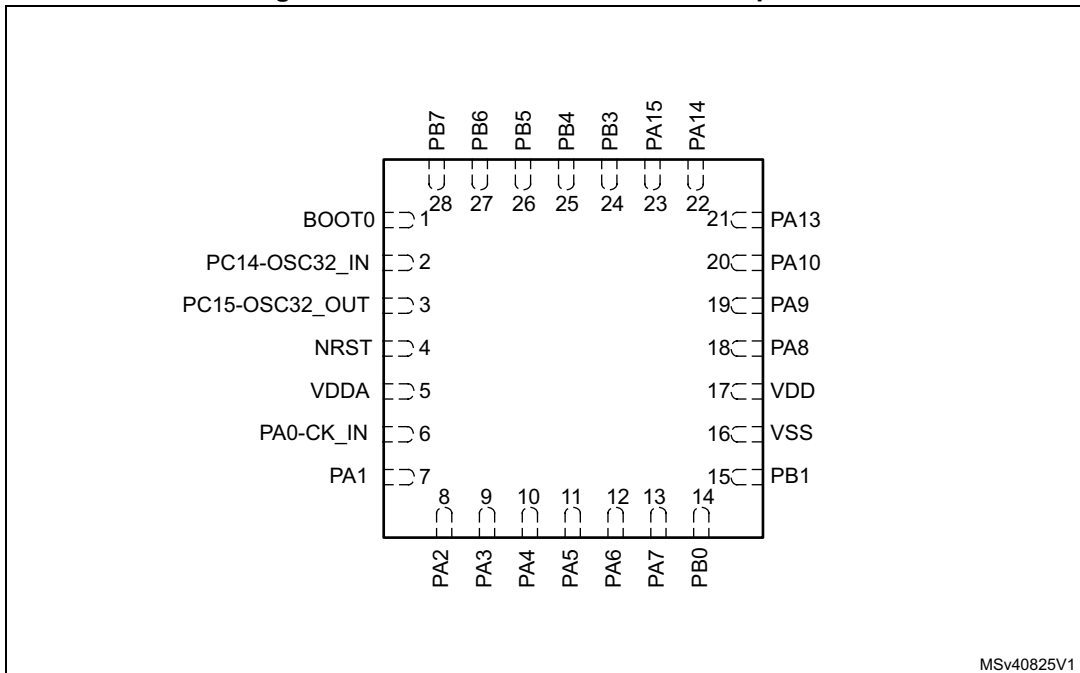 PB7 PB6 PB5 PB4 PB3 PA15 PA14
28 27 26 25 24 23 22
BOOT0 1 21 PA13
PC14-OSC32_IN 2 20 PA10
PC15-OSC32_OUT 3 19 PA9
NRST 4 18 PA8
VDDA 5 17 VDD
PA0-CK_IN 6 16 VSS
PA1 7 15 PB1
8 9 10 11 12 13 14
PA2 PA3 PA4 PA5 PA6 PA7 PB0
MSv40825V1